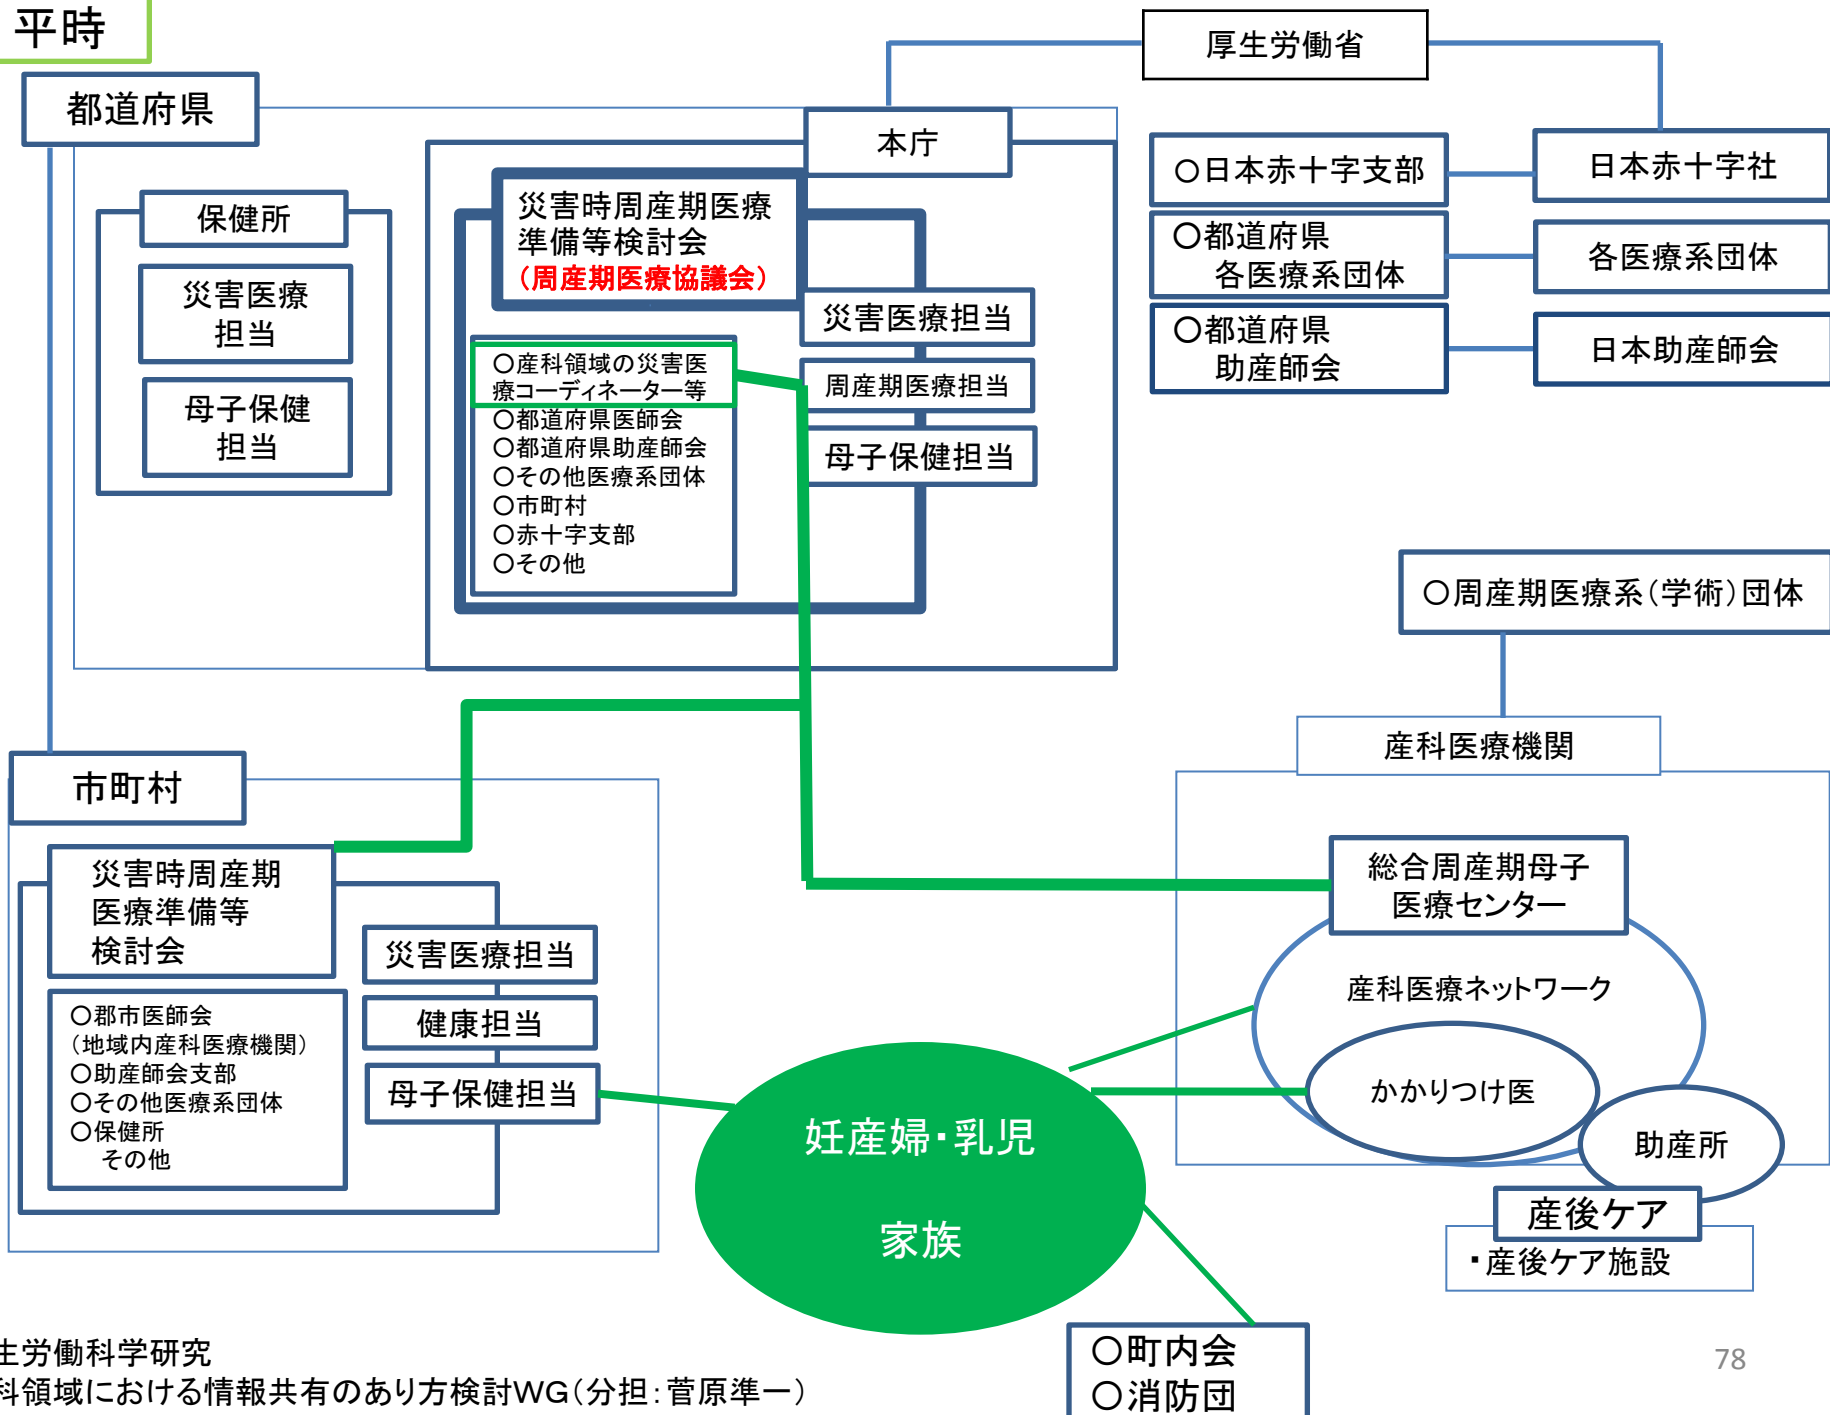 平時
厚生労働省
都道府県
本庁
保健所
災害医療
担当
母子保健
担当
災害時周産期医療
準備等検討会
（周産期医療協議会）
災害医療担当
周産期医療担当
母子保健担当
○産科領域の災害医
療コーディネーター等
○都道府県医師会
○都道府県助産師会
○その他医療系団体
○市町村
○赤十字支部
○その他
○日本赤十字支部
日本赤十字社
○都道府県
各医療系団体
各医療系団体
○都道府県
助産師会
日本助産師会
○周産期医療系（学術）団体
産科医療機関
市町村
災害時周産期
医療準備等
検討会
災害医療担当
健康担当
母子保健担当
○郡市医師会
（地域内産科医療機関）
○助産師会支部
○その他医療系団体
○保健所
その他
総合周産期母子
医療センター
産科医療ネットワーク
かかりつけ医
助産所
産後ケア
・産後ケア施設
妊産婦・乳児
家族
○町内会
○消防団
生労働科学研究
科領域における情報共有のあり方検討WG（分担：菅原準一）
78